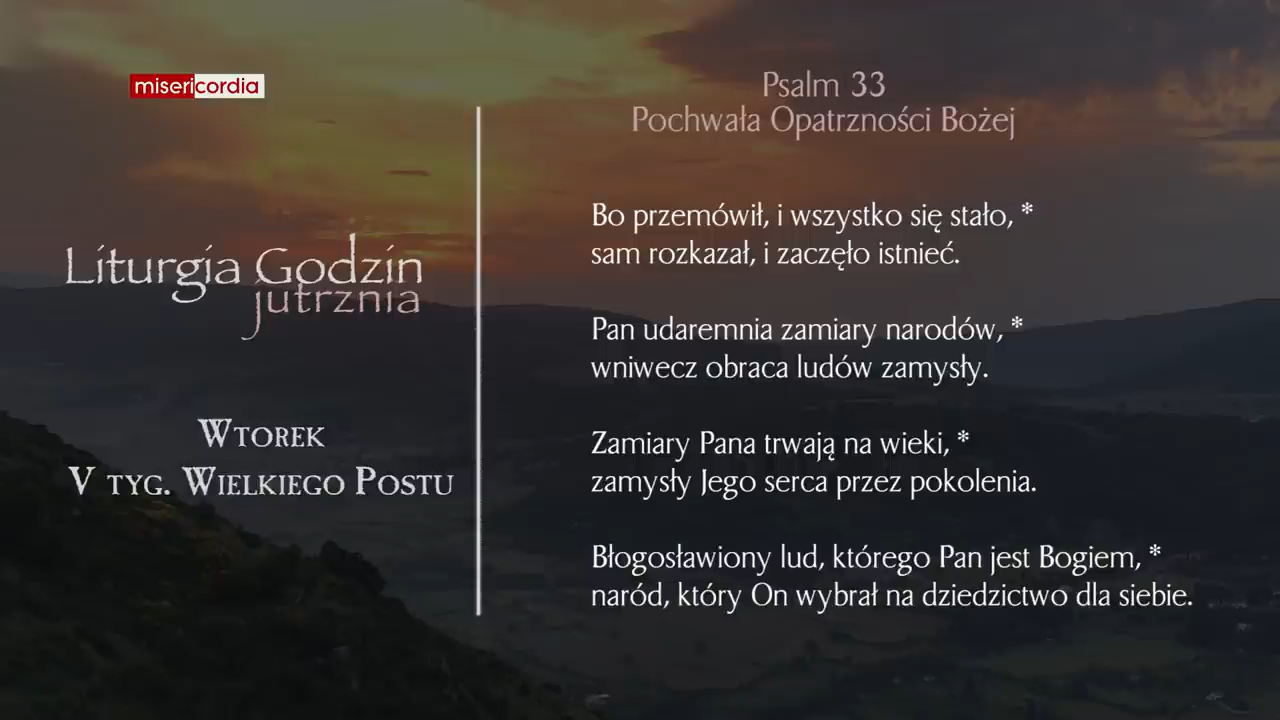 misericordia
Liturgia Godzin
jutrznia
Wtorek
V tyg. Wielkiego Postu
Psalm 33
Pochwała Opatrzności Bożej
Bo przemówił, i wszystko się stało, *
sam rozkazał, i zaczęło istnieć.
Pan udaremnia zamiary narodów, *
wniwecz obraca ludów zamysły.
Zamiary Pana trwają na wieki, *
zamysły Jego serca przez pokolenia.
Błogosławiony lud, którego Pan jest Bogiem, *
naród, który On wybrał na dziedzictwo dla siebie.